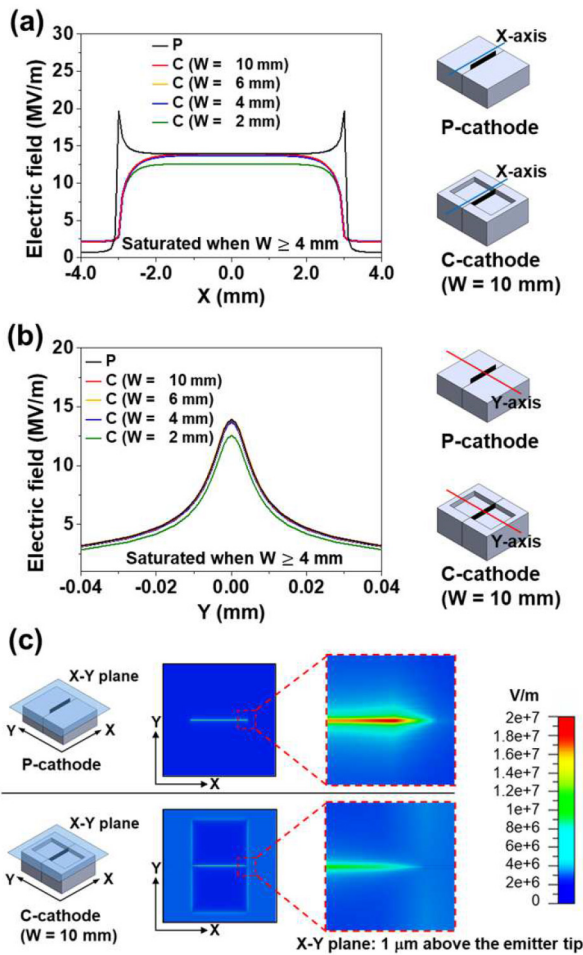 (a)
30
25
20
15
10
5
0
Electric field (MV/m)
P
C (W = 10 mm)
C (W = 6 mm)
C (W = 4 mm)
C (W = 2 mm)
Saturated when W ≥ 4 mm
-4.0 -2.0 0.0 2.0 4.0
X (mm)
X-axis
P-cathode
X-axis
C-cathode
(W = 10 mm)
(b)
20
15
10
5
Electric field (MV/m)
P
C (W = 10 mm)
C (W = 6 mm)
C (W = 4 mm)
C (W = 2 mm)
Saturated when W ≥ 4 mm
-0.04 -0.02 0.00 0.02 0.04
Y (mm)
Y-axis
P-cathode
Y-axis
C-cathode
(W = 10 mm)
(c)
X-Y plane
Y X
P-cathode
Y
X
X-Y plane
Y X
C-cathode
(W = 10 mm)
Y
X
V/m
2e+7
1.8e+7
1.6e+7
1.4e+7
1.2e+7
1e+7
8e+6
6e+6
4e+6
2e+6
0
X-Y plane: 1 μm above the emitter tip